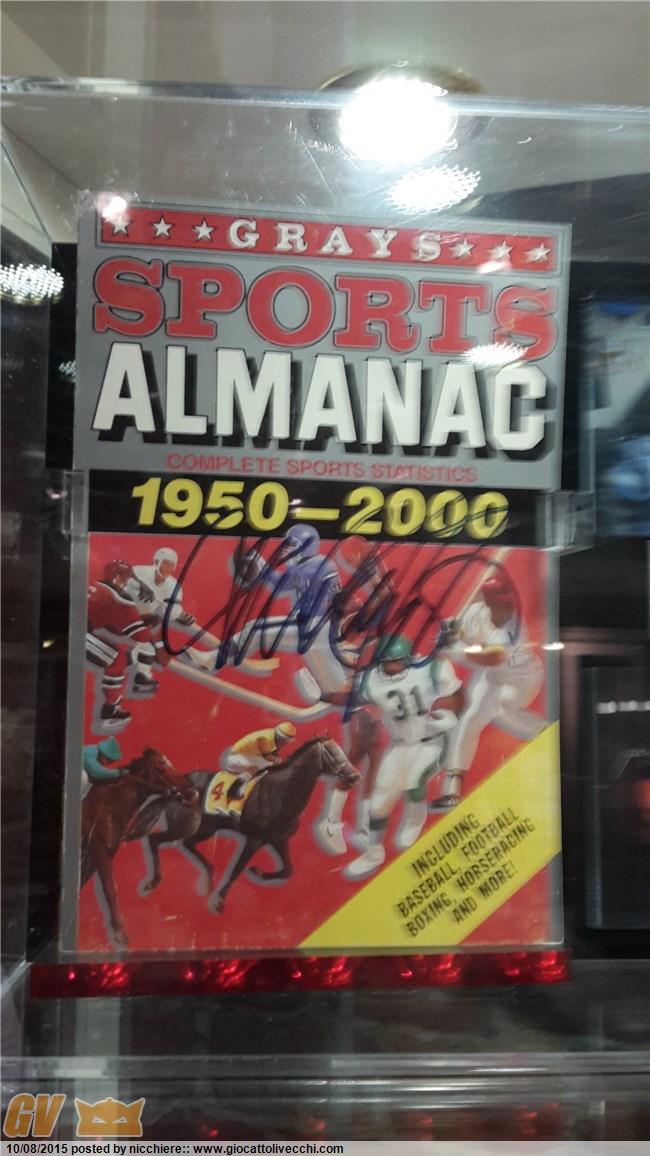 GRAYS
SPORTS
ALMANAC
COMPLETE SPORTS STATISTICS
1950-2000
31
4
INCLUDING
BASEBALL, FOOTBALL
BOXING, HORSERACING
AND MORE!
GV
10/08/2015 posted by nicchiere:: www.giocattolivecchi.com